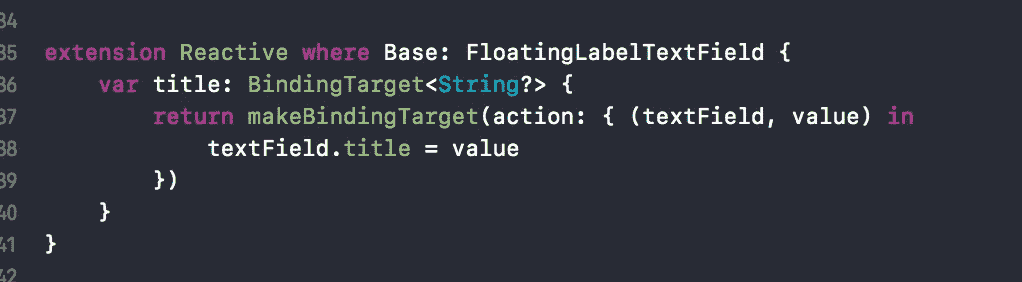 34
35 extension Reactive where Base: FloatingLabelTextField {
36     var title: BindingTarget<String?> {
37         return makeBindingTarget(action: { (textField, value) in
38             textField.title = value
39         })
40     }
41 }
42